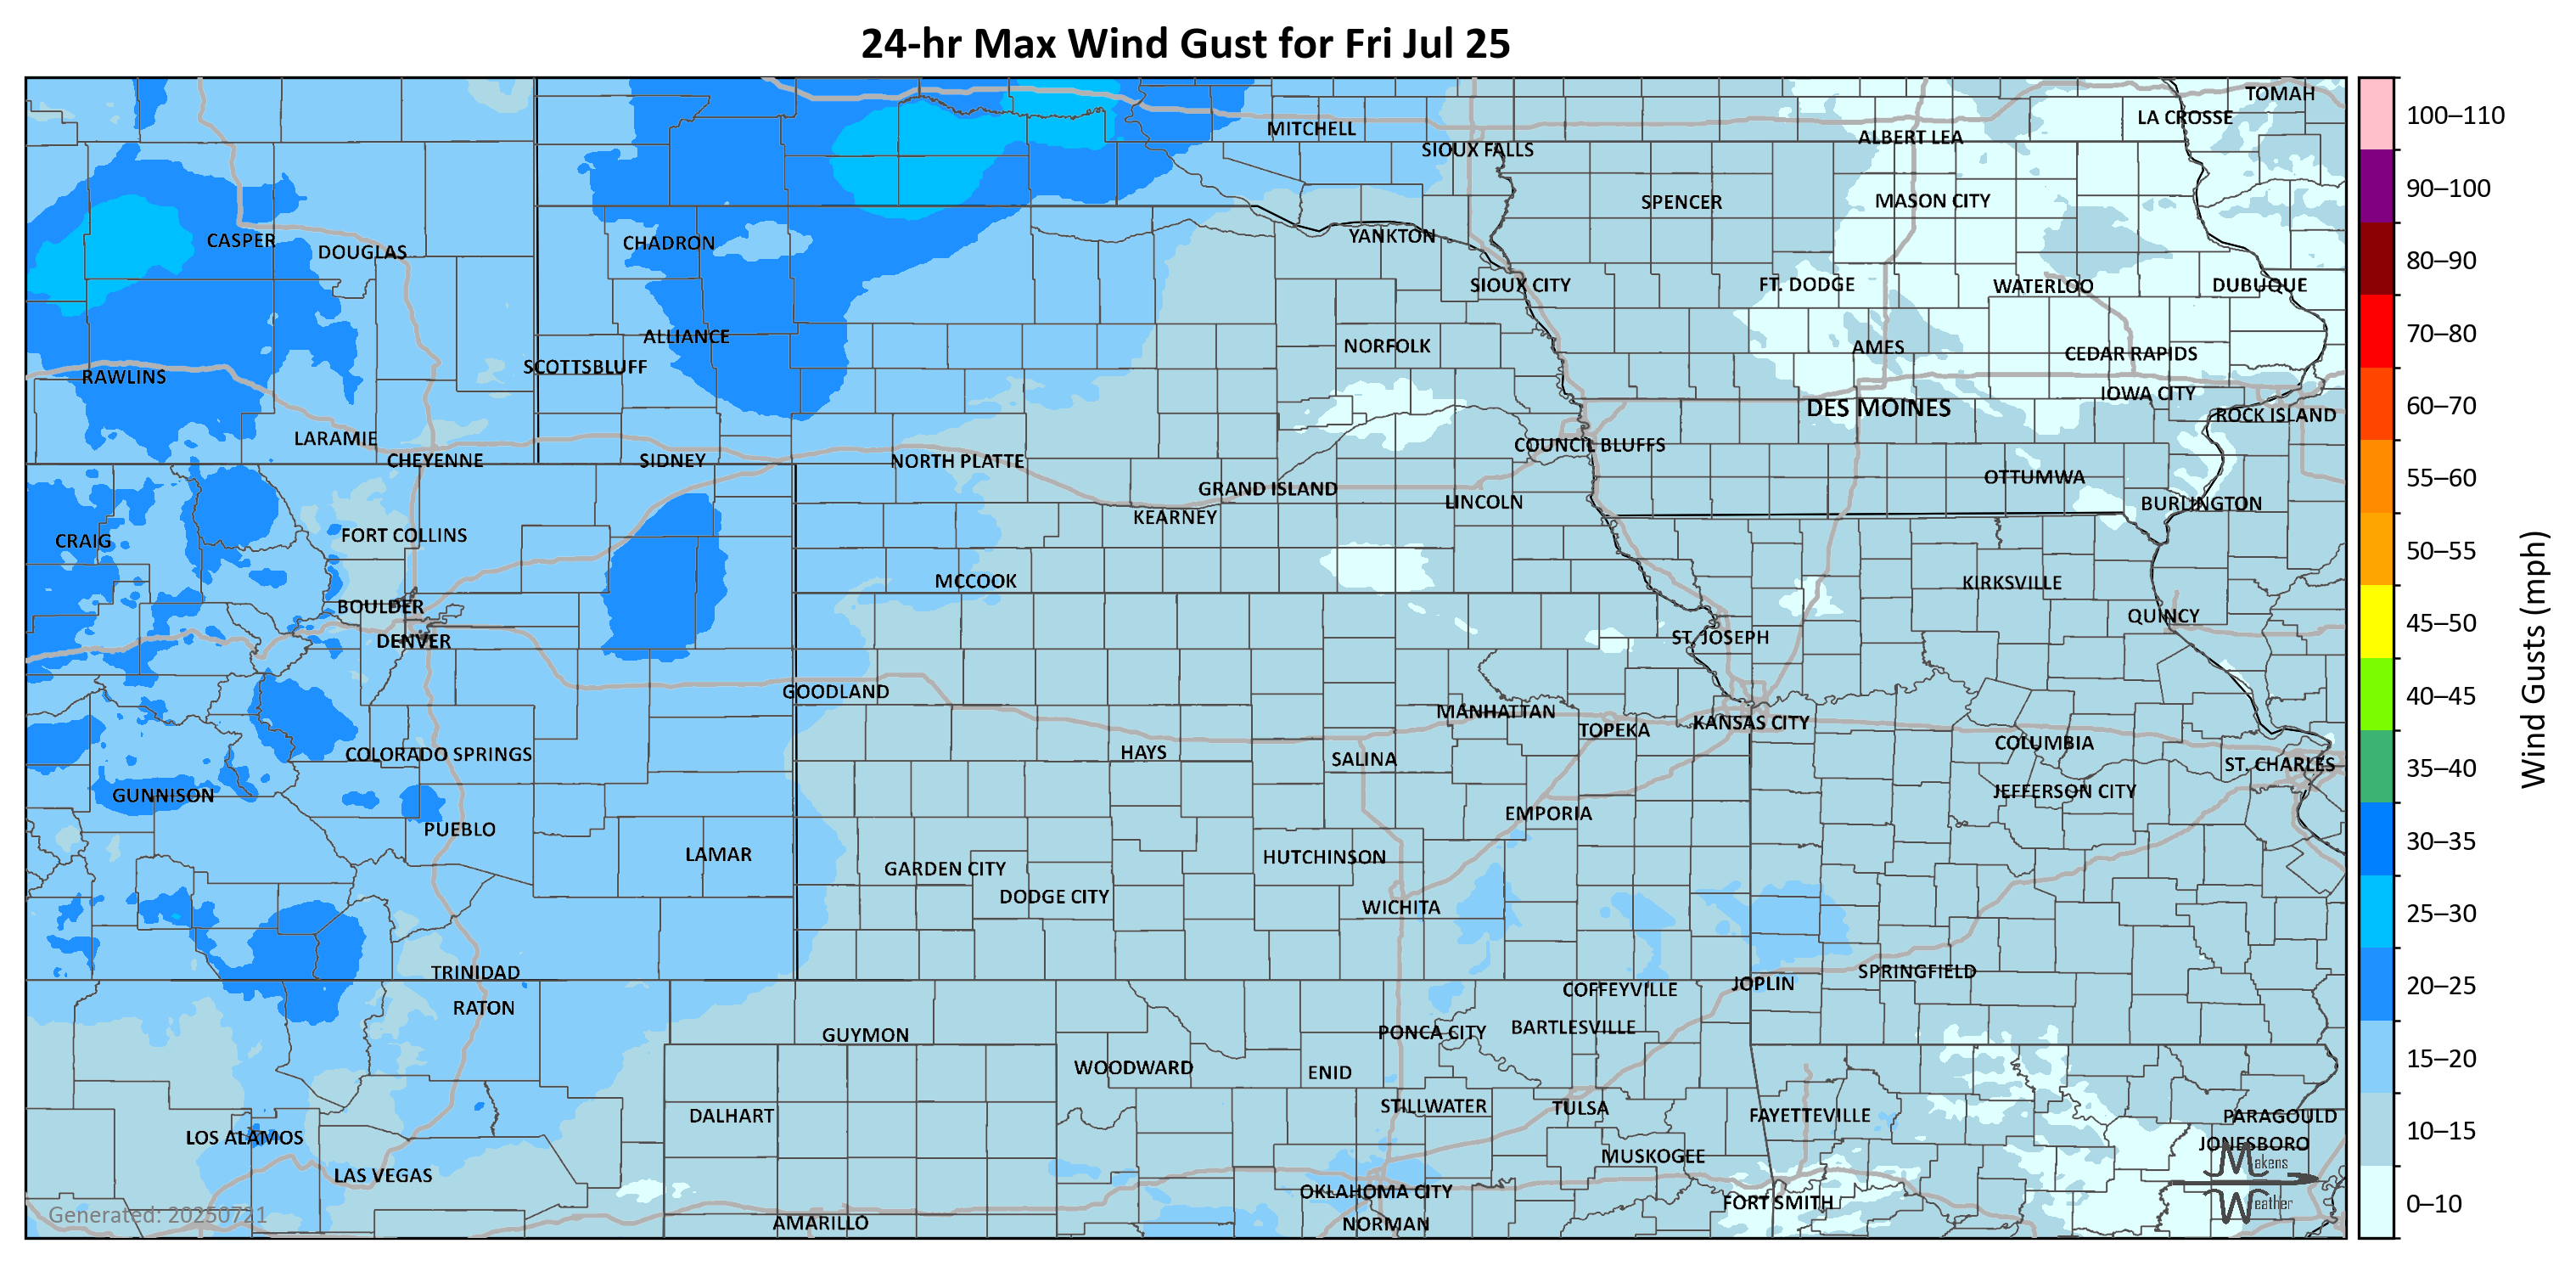 24-hr Max Wind Gust for Fri Jul 25
TOMAH
LA CROSSE
MITCHELL
ALBERT LEA
SIOUX FALLS
SPENCER
MASON CITY
CASPER
CHADRON
YANKTON
DOUGLAS
SIOUX CITY
FT. DODGE
WATERLOO
DUBUQUE
ALLIANCE
NORFOLK
AMES
CEDAR RAPIDS
SCOTTSBLUFF
RAWLINS
IOWA CITY
DES MOINES
ROCK ISLAND
LARAMIE
COUNCIL BLUFFS
CHEYENNE
SIDNEY
NORTH PLATTE
OTTUMWA
GRAND ISLAND
LINCOLN
BURLINGTON
KEARNEY
FORT COLLINS
CRAIG
MCCOOK
KIRKSVILLE
BOULDER
QUINCY
DENVER
ST. JOSEPH
GOODLAND
MANHATTAN
KANSAS CITY
TOPEKA
COLUMBIA
HAYS
COLORADO SPRINGS
SALINA
ST. CHARLES
GUNNISON
JEFFERSON CITY
EMPORIA
PUEBLO
LAMAR
HUTCHINSON
GARDEN CITY
DODGE CITY
WICHITA
TRINIDAD
SPRINGFIELD
JOPLIN
COFFEYVILLE
RATON
BARTLESVILLE
PONCA CITY
GUYMON
WOODWARD
ENID
STILLWATER
TULSA
DALHART
FAYETTEVILLE
PARAGOULD
LOS ALAMOS
JONESBORO
MUSKOGEE
LAS VEGAS
OKLAHOMA CITY
FORT SMITH
AMARILLO
NORMAN
Generated: 20250721
Makens
Weather
100–110
90–100
80–90
70–80
60–70
55–60
50–55
45–50
40–45
35–40
30–35
25–30
20–25
15–20
10–15
0–10
Wind Gusts (mph)